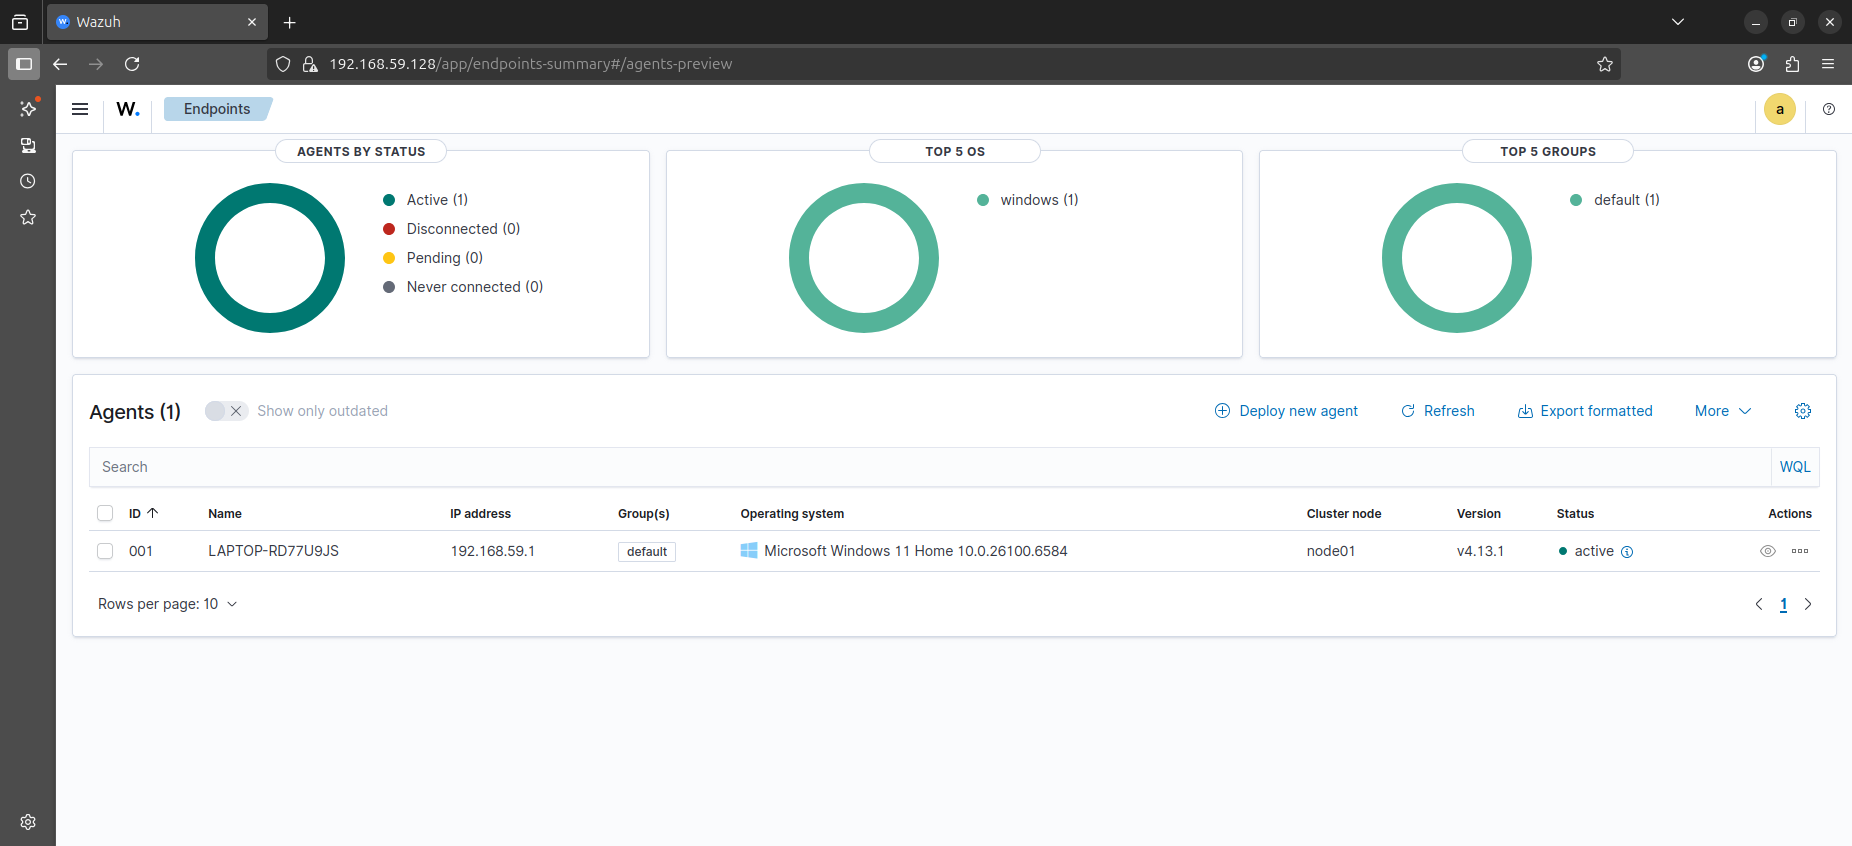 Wazuh
192.168.59.128/app/endpoints-summary#/agents-preview
W. Endpoints a
AGENTS BY STATUS
Active (1)
Disconnected (0)
Pending (0)
Never connected (0)
TOP 5 OS
windows (1)
TOP 5 GROUPS
default (1)
Agents (1) Show only outdated Deploy new agent Refresh Export formatted More
Search WQL
ID Name IP address Group(s) Operating system Cluster node Version Status Actions
001 LAPTOP-RD77U9JS 192.168.59.1 default Microsoft Windows 11 Home 10.0.26100.6584 node01 v4.13.1 active
Rows per page: 10 1